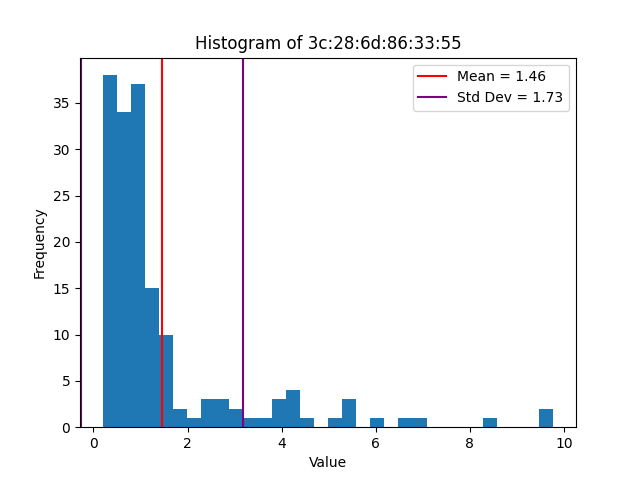 Histogram of 3c:28:6d:86:33:55
Mean = 1.46
Std Dev = 1.73
Frequency
35
30
25
20
15
10
5
0
0 2 4 6 8 10
Value